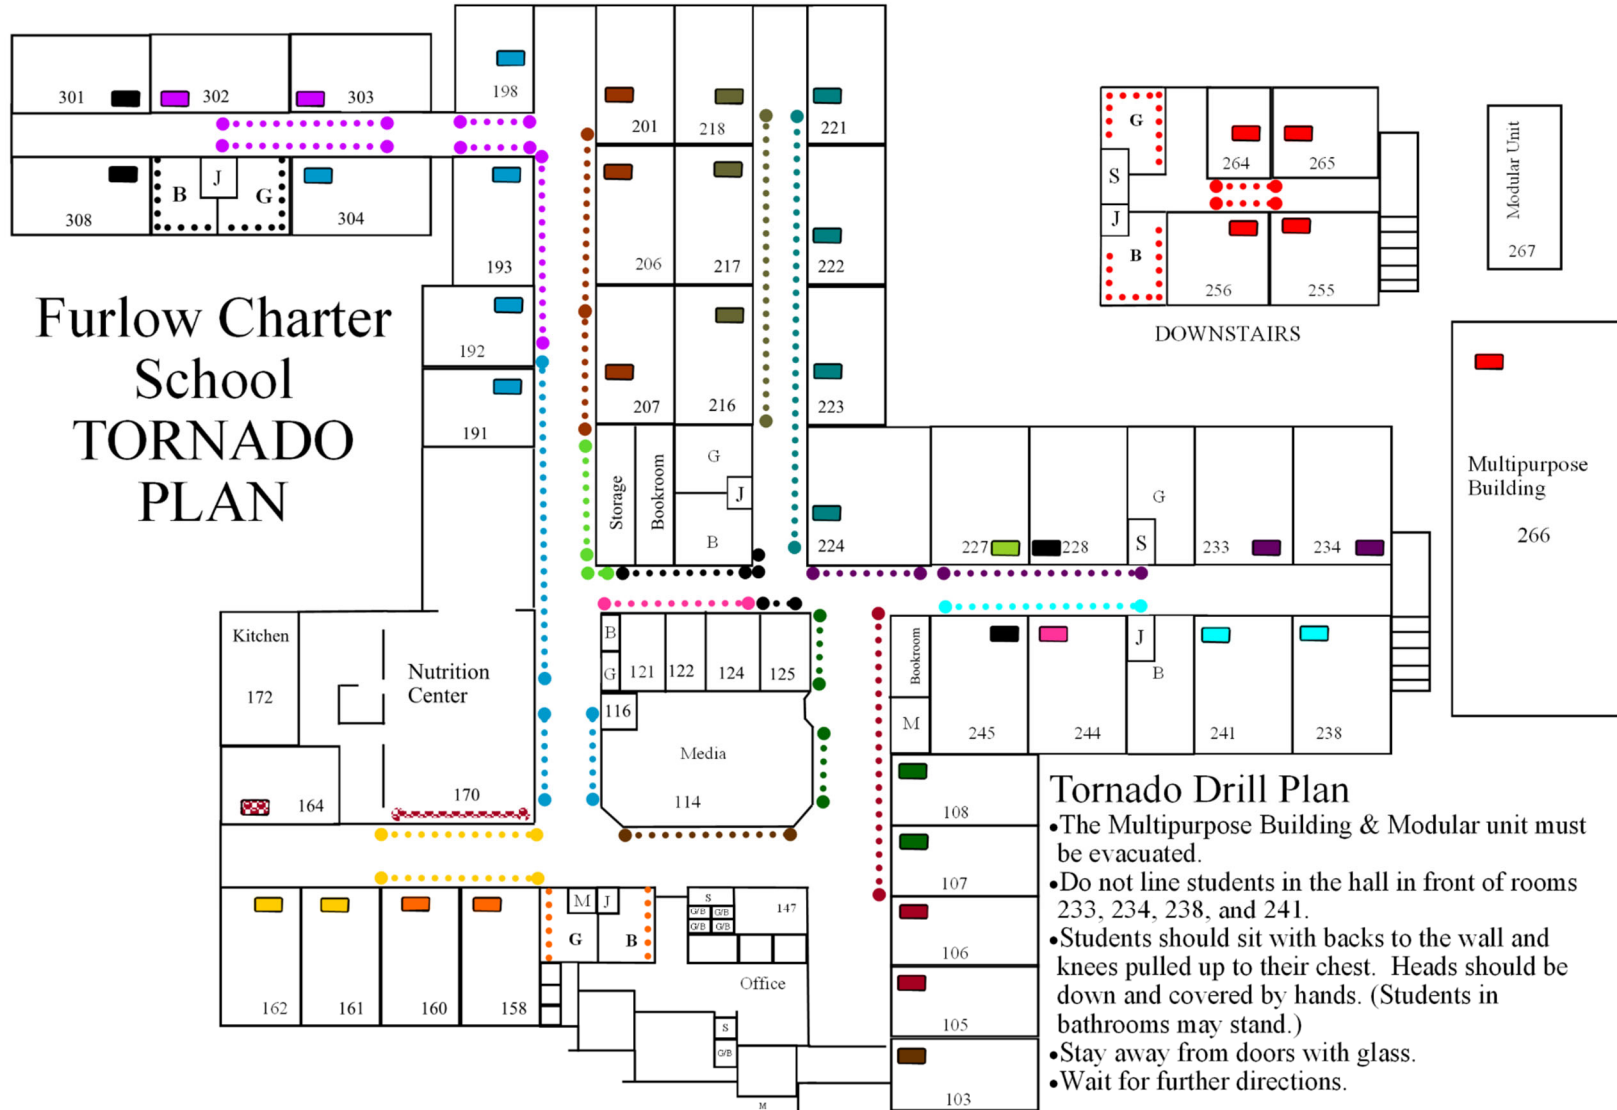 301
302
303
198
201
218
221
308
B
J
G
304
193
206
217
222
192
207
216
223
191
Furlow Charter
School
TORNADO
PLAN
Storage
Bookroom
G
J
B
224
227
228
G
S
233
234
G
S
J
B
264
265
256
255
DOWNSTAIRS
Modular Unit
267
Multipurpose
Building
266
Kitchen
172
Nutrition
Center
164
170
B
G
121
122
124
125
116
Media
114
Bookroom
M
245
244
J
B
241
238
108
107
106
105
103
162
161
160
158
M
J
G
B
S
G/B
G/B
G/B
G/B
147
Office
S
G/B
M
Tornado Drill Plan
•The Multipurpose Building & Modular unit must
be evacuated.
•Do not line students in the hall in front of rooms
233, 234, 238, and 241.
•Students should sit with backs to the wall and
knees pulled up to their chest. Heads should be
down and covered by hands. (Students in
bathrooms may stand.)
•Stay away from doors with glass.
•Wait for further directions.